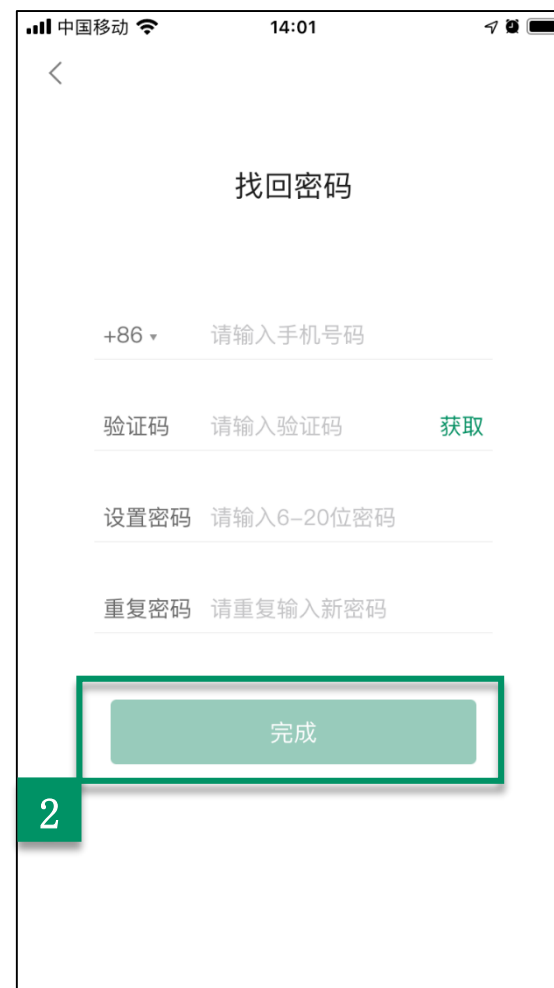 中国移动 14:01
找回密码
+86 请输入手机号码
验证码 请输入验证码 获取
设置密码 请输入6-20位密码
重复密码 请重复输入新密码
完成
2